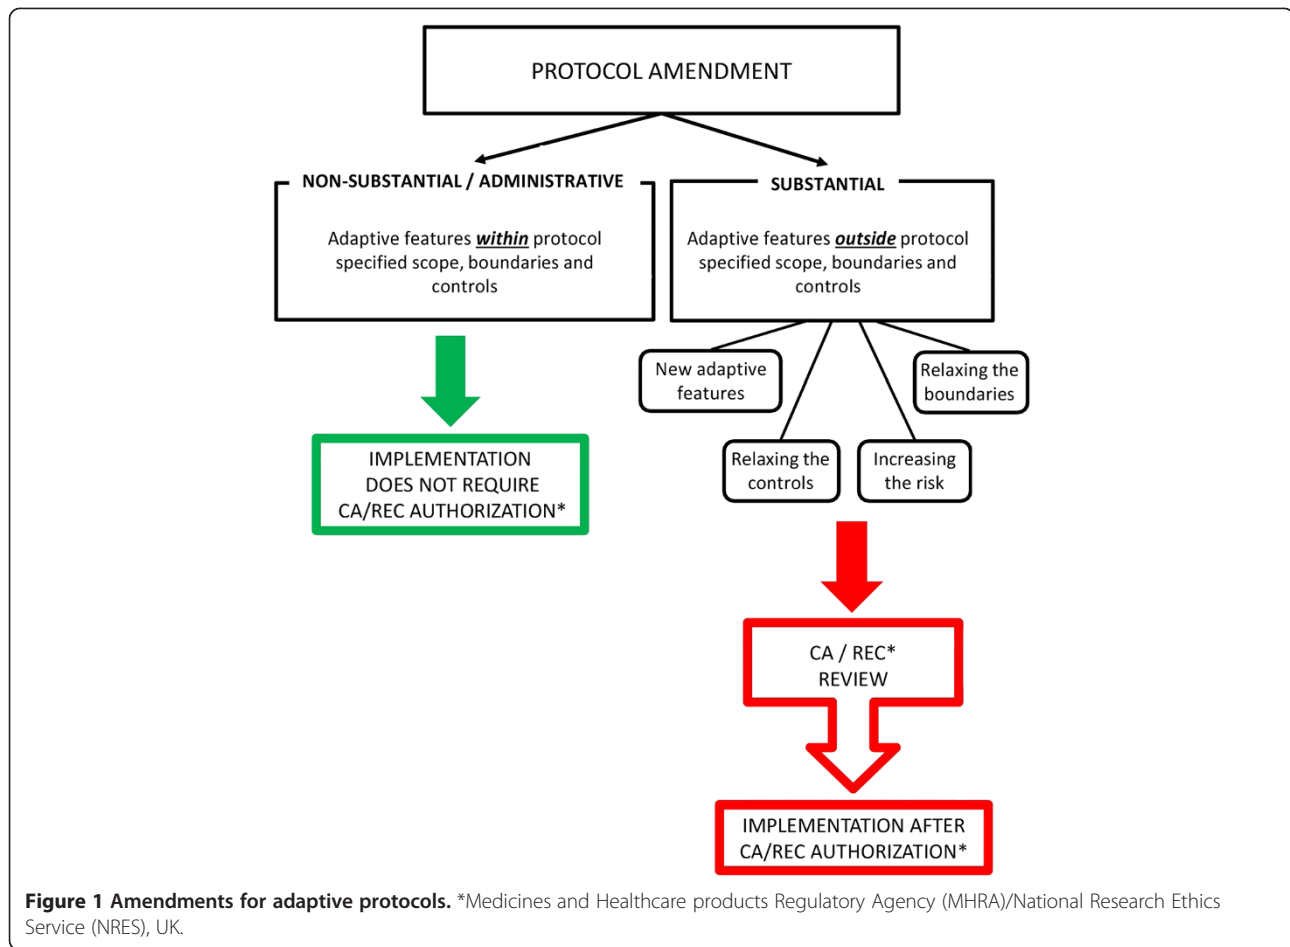 PROTOCOL AMENDMENT
NON-SUBSTANTIAL / ADMINISTRATIVE
Adaptive features within protocol
specified scope, boundaries and
controls
SUBSTANTIAL
Adaptive features outside protocol
specified scope, boundaries and
controls
New adaptive
features
Relaxing the
boundaries
Relaxing the
controls
Increasing
the risk
IMPLEMENTATION
DOES NOT REQUIRE
CA/REC AUTHORIZATION*
CA / REC*
REVIEW
IMPLEMENTATION AFTER
CA/REC AUTHORIZATION*
Figure 1 Amendments for adaptive protocols. *Medicines and Healthcare products Regulatory Agency (MHRA)/National Research Ethics
Service (NRES), UK.